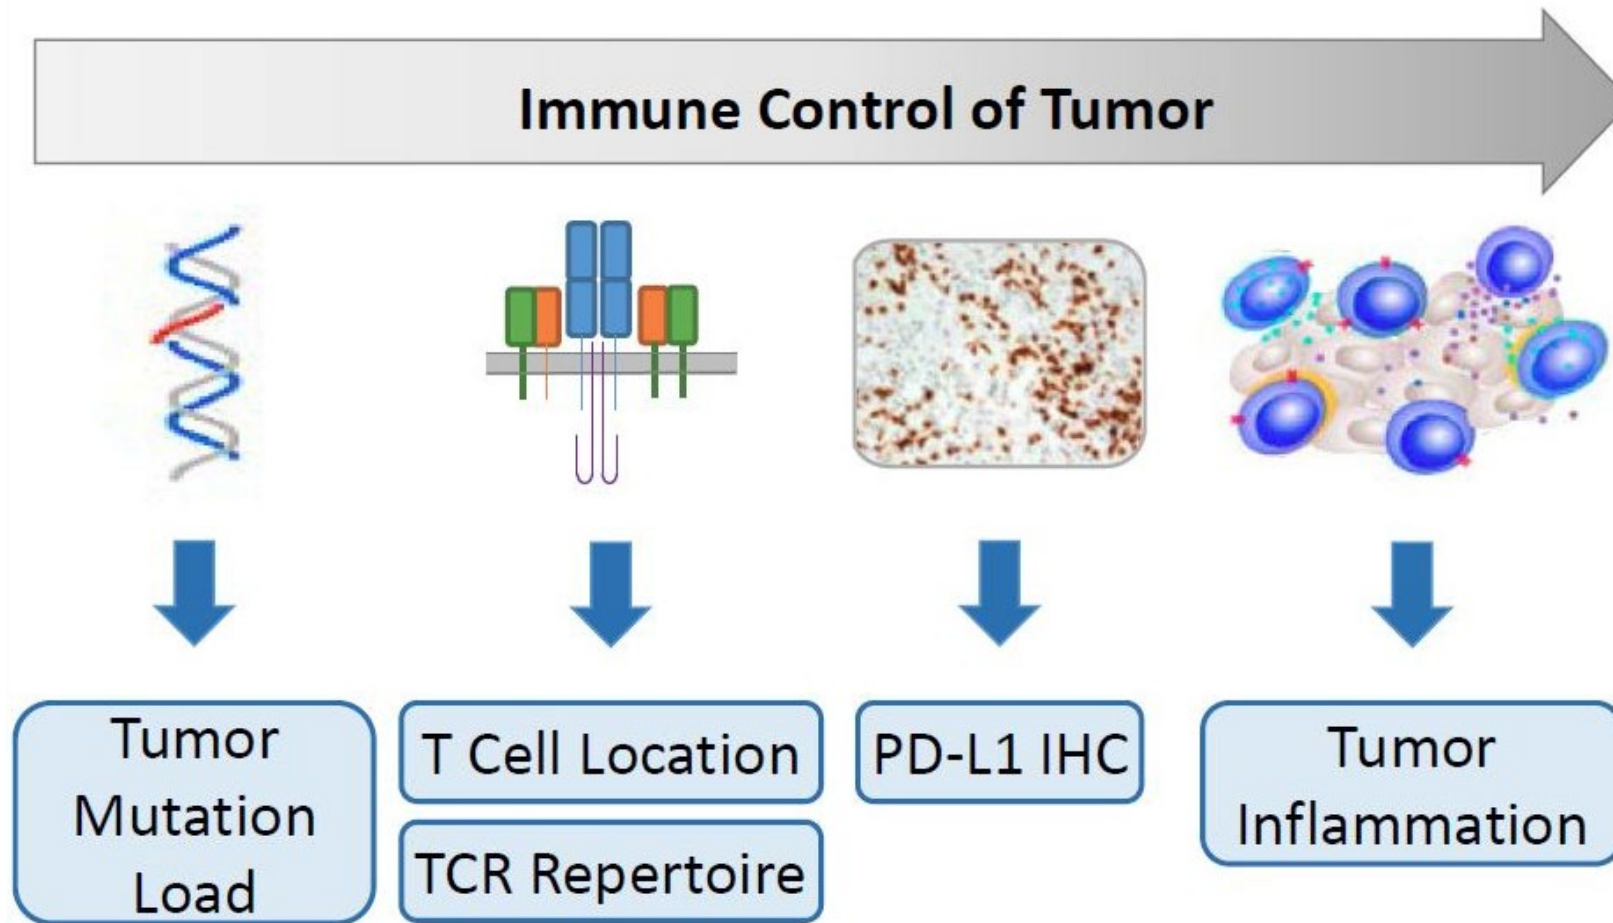 Immune Control of Tumor
Tumor
Mutation
Load
T Cell Location
TCR Repertoire
PD-L1 IHC
Tumor
Inflammation